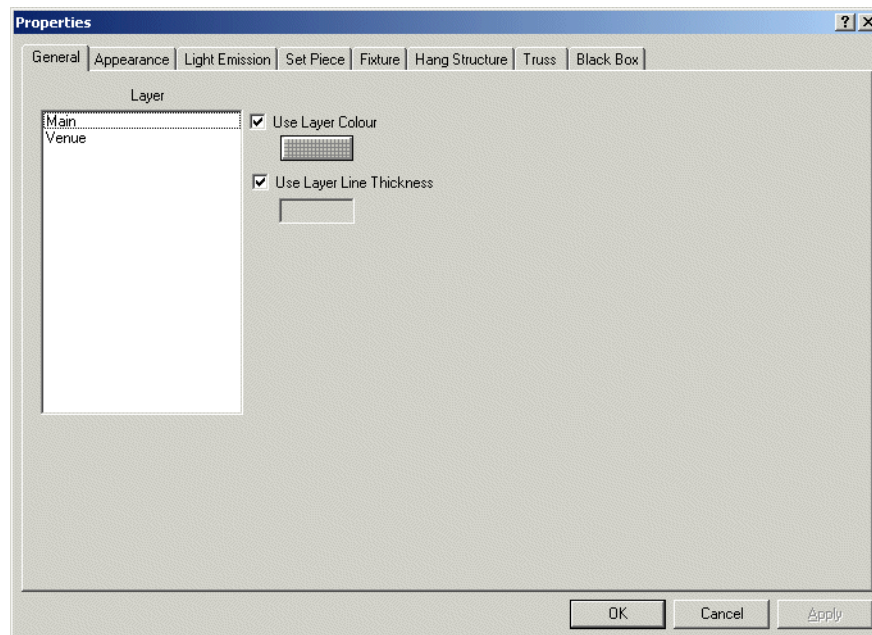 Properties
General Appearance Light Emission Set Piece Fixture Hang Structure Truss Black Box
Layer
Main
Venue
Use Layer Colour
Use Layer Line Thickness
OK Cancel Apply